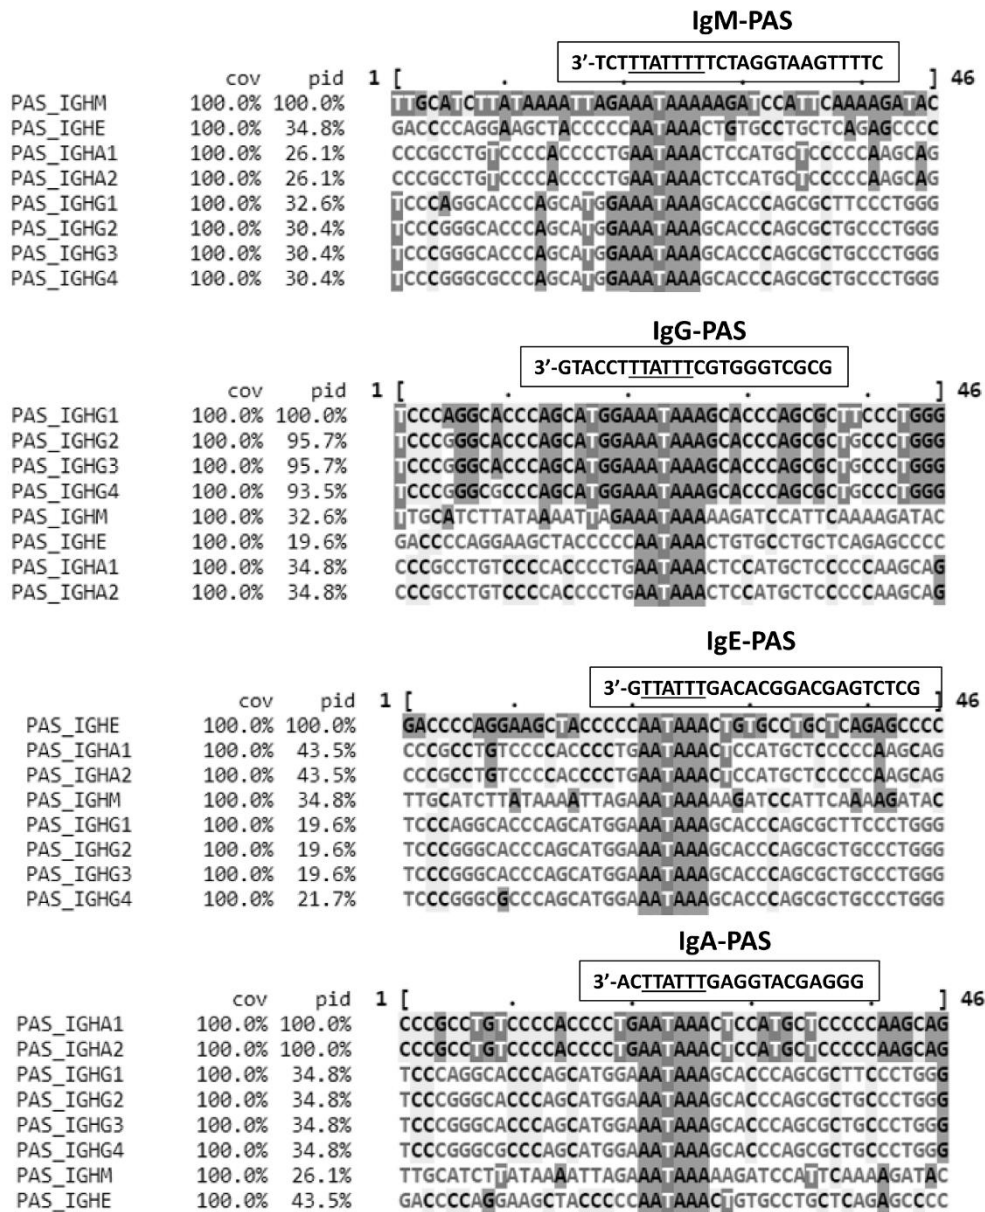 IgM-PAS
3’-TCTTTATTTTTCTAGGTAAGTTTTC
cov pid 1 [ . . . . ] 46
PAS_IGHM 100.0% 100.0% TTGCATCTTATAAAATTAGAAATAAAAAGATCCATTCAAAAGATAC
PAS_IGHE 100.0% 34.8% GACCCCAGGAAGCTACCCCCAATAAACTGTGCCTGCTCAGAGCCCC
PAS_IGHA1 100.0% 26.1% CCCGCCTGTCCCCACCCCTGAATAAACTCCATGCTCCCCCAAGCAG
PAS_IGHA2 100.0% 26.1% CCCGCCTGTCCCCACCCCTGAATAAACTCCATGCTCCCCCAAGCAG
PAS_IGHG1 100.0% 32.6% TCCCAGGCACCCAGCATGGAAATAAAGCACCCAGCGCTTCCCTGGG
PAS_IGHG2 100.0% 30.4% TCCCGGGCACCCAGCATGGAAATAAAGCACCCAGCGCTGCCCTGGG
PAS_IGHG3 100.0% 30.4% TCCCGGGCACCCAGCATGGAAATAAAGCACCCAGCGCTGCCCTGGG
PAS_IGHG4 100.0% 30.4% TCCCGGGCGCCCAGCATGGAAATAAAGCACCCAGCGCTGCCCTGGG
IgG-PAS
3’-GTACCTTTATTTCGTGGGTCGCG
cov pid 1 [ . . . . ] 46
PAS_IGHG1 100.0% 100.0% TCCCAGGCACCCAGCATGGAAATAAAGCACCCAGCGCTTCCCTGGG
PAS_IGHG2 100.0% 95.7% TCCCGGGCACCCAGCATGGAAATAAAGCACCCAGCGCTGCCCTGGG
PAS_IGHG3 100.0% 95.7% TCCCGGGCACCCAGCATGGAAATAAAGCACCCAGCGCTGCCCTGGG
PAS_IGHG4 100.0% 93.5% TCCCGGGCGCCCAGCATGGAAATAAAGCACCCAGCGCTGCCCTGGG
PAS_IGHM 100.0% 32.6% TTGCATCTTATAAAATTAGAAATAAAAAGATCCATTCAAAAGATAC
PAS_IGHE 100.0% 19.6% GACCCCAGGAAGCTACCCCCAATAAACTGTGCCTGCTCAGAGCCCC
PAS_IGHA1 100.0% 34.8% CCCGCCTGTCCCCACCCCTGAATAAACTCCATGCTCCCCCAAGCAG
PAS_IGHA2 100.0% 34.8% CCCGCCTGTCCCCACCCCTGAATAAACTCCATGCTCCCCCAAGCAG
IgE-PAS
3’-GTTATTTGACACGGACGAGTCTCG
cov pid 1 [ . . . . ] 46
PAS_IGHE 100.0% 100.0% GACCCCAGGAAGCTACCCCCAATAAACTGTGCCTGCTCAGAGCCCC
PAS_IGHA1 100.0% 43.5% CCCGCCTGTCCCCACCCCTGAATAAACTCCATGCTCCCCCAAGCAG
PAS_IGHA2 100.0% 43.5% CCCGCCTGTCCCCACCCCTGAATAAACTCCATGCTCCCCCAAGCAG
PAS_IGHM 100.0% 34.8% TTGCATCTTATAAAATTAGAAATAAAAAGATCCATTCAAAAGATAC
PAS_IGHG1 100.0% 19.6% TCCCAGGCACCCAGCATGGAAATAAAGCACCCAGCGCTTCCCTGGG
PAS_IGHG2 100.0% 19.6% TCCCGGGCACCCAGCATGGAAATAAAGCACCCAGCGCTGCCCTGGG
PAS_IGHG3 100.0% 19.6% TCCCGGGCACCCAGCATGGAAATAAAGCACCCAGCGCTGCCCTGGG
PAS_IGHG4 100.0% 21.7% TCCCGGGCGCCCAGCATGGAAATAAAGCACCCAGCGCTGCCCTGGG
IgA-PAS
3’-ACTTATTTGAGGTACGAGGG
cov pid 1 [ . . . . ] 46
PAS_IGHA1 100.0% 100.0% CCCGCCTGTCCCCACCCCTGAATAAACTCCATGCTCCCCCAAGCAG
PAS_IGHA2 100.0% 100.0% CCCGCCTGTCCCCACCCCTGAATAAACTCCATGCTCCCCCAAGCAG
PAS_IGHG1 100.0% 34.8% TCCCAGGCACCCAGCATGGAAATAAAGCACCCAGCGCTTCCCTGGG
PAS_IGHG2 100.0% 34.8% TCCCGGGCACCCAGCATGGAAATAAAGCACCCAGCGCTGCCCTGGG
PAS_IGHG3 100.0% 34.8% TCCCGGGCACCCAGCATGGAAATAAAGCACCCAGCGCTGCCCTGGG
PAS_IGHG4 100.0% 34.8% TCCCGGGCGCCCAGCATGGAAATAAAGCACCCAGCGCTGCCCTGGG
PAS_IGHM 100.0% 26.1% TTGCATCTTATAAAATTAGAAATAAAAAGATCCATTCAAAAGATAC
PAS_IGHE 100.0% 43.5% GACCCCAGGAAGCTACCCCCAATAAACTGTGCCTGCTCAGAGCCCC